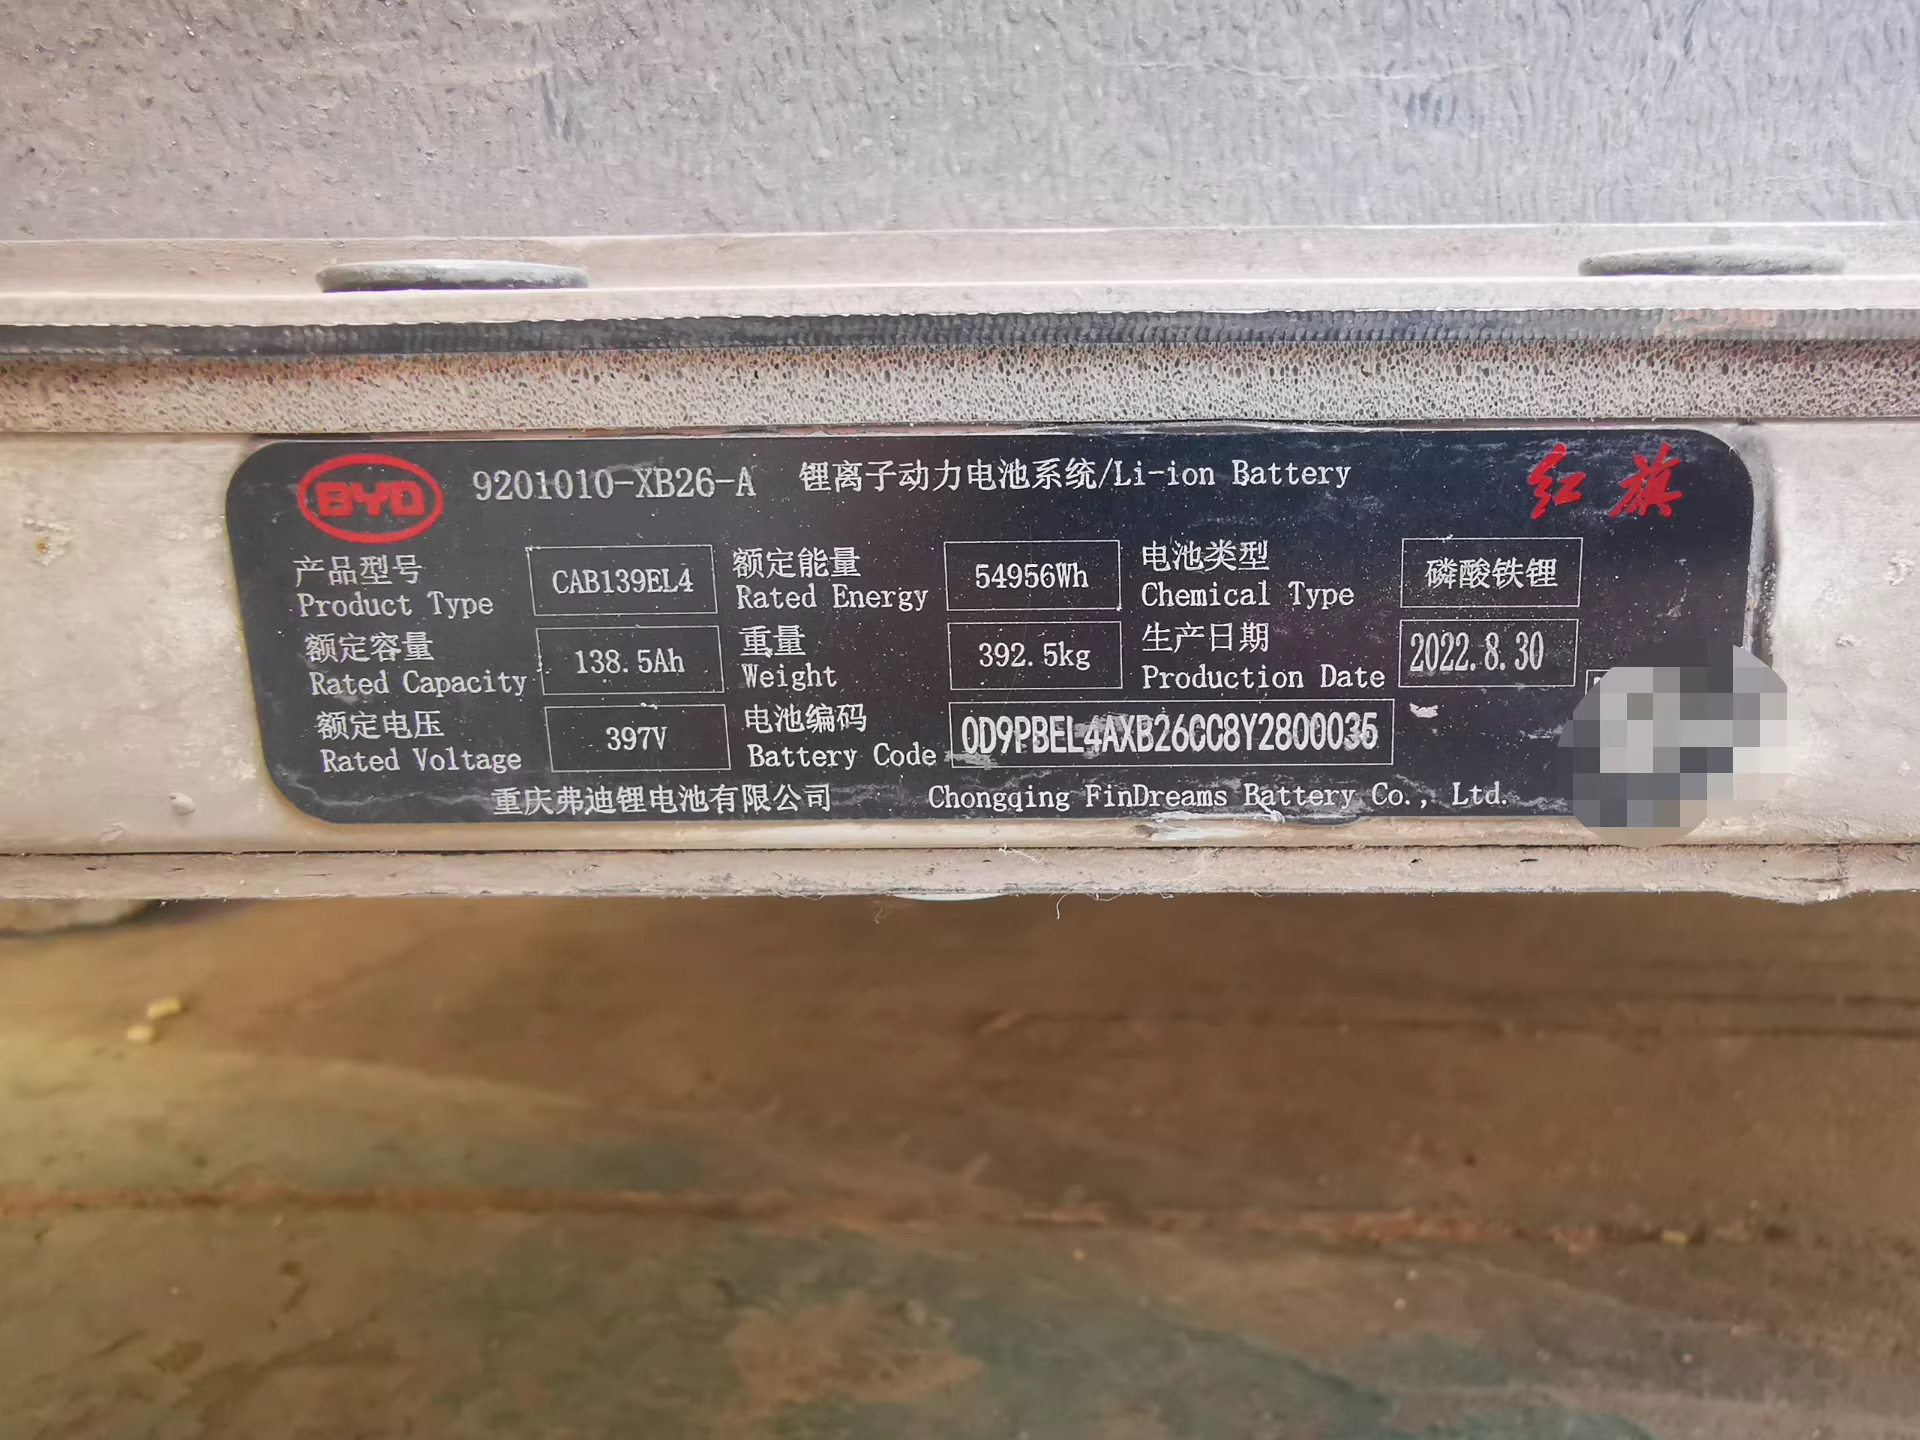 BYD 9201010-XB26-A 锂离子动力电池系统/Li-ion Battery 红旗
产品型号 CAB139EL4 额定能量 54956Wh 电池类型 磷酸铁锂
Product Type Rated Energy Chemical Type
额定容量 138.5Ah 重量 392.5kg 生产日期 2022.8.30
Rated Capacity Weight Production Date
额定电压 397V 电池编码 0D9PBEL4AXB26CC8Y2800035
Rated Voltage Battery Code
重庆弗迪锂电池有限公司 Chongqing FinDreams Battery Co., Ltd.